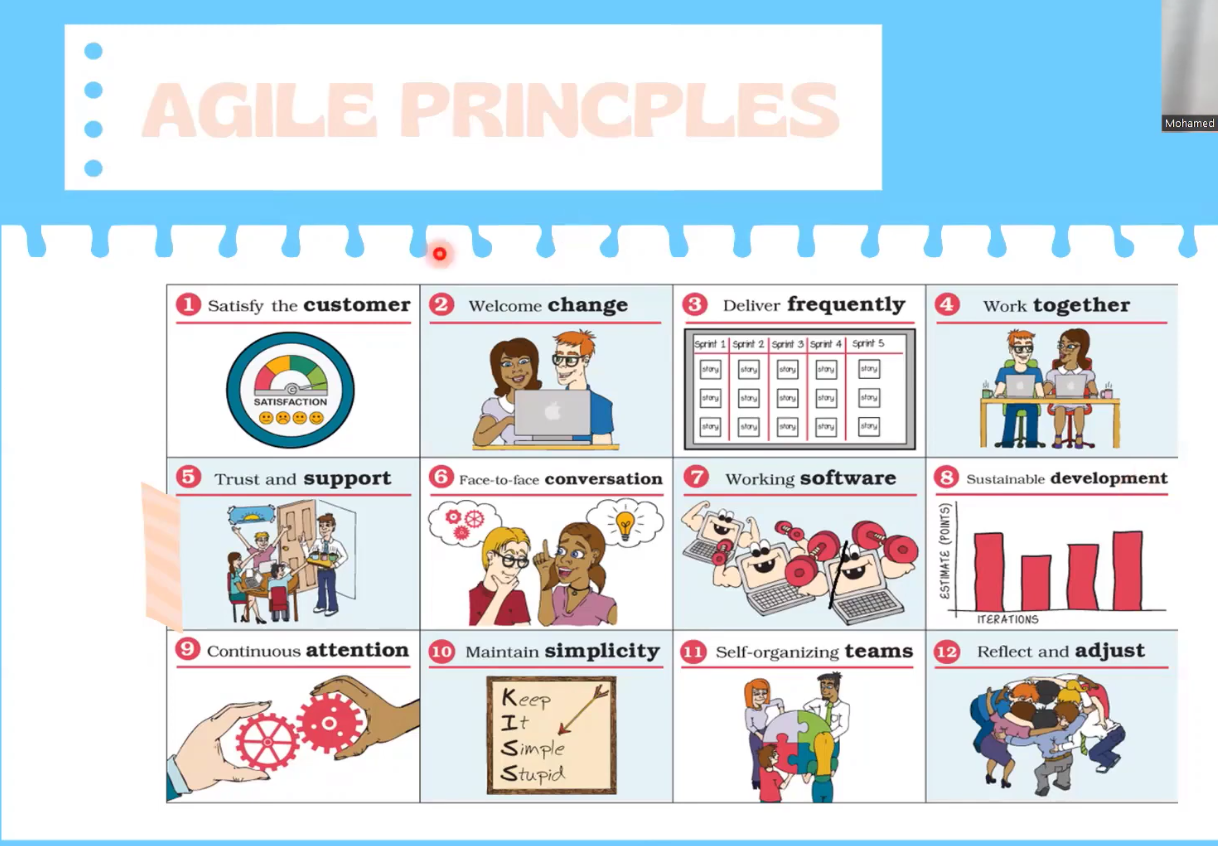 AGILE PRINCPLES
Mohamed
1 Satisfy the customer
SATISFACTION
2 Welcome change
3 Deliver frequently
Sprint 1 Sprint 2 Sprint 3 Sprint 4 Sprint 5
story story story story story
story story story story story
story story story story story
4 Work together
5 Trust and support
6 Face-to-face conversation
7 Working software
8 Sustainable development
ESTIMATE (POINTS)
ITERATIONS
9 Continuous attention
10 Maintain simplicity
Keep
It
Simple
Stupid
11 Self-organizing teams
12 Reflect and adjust